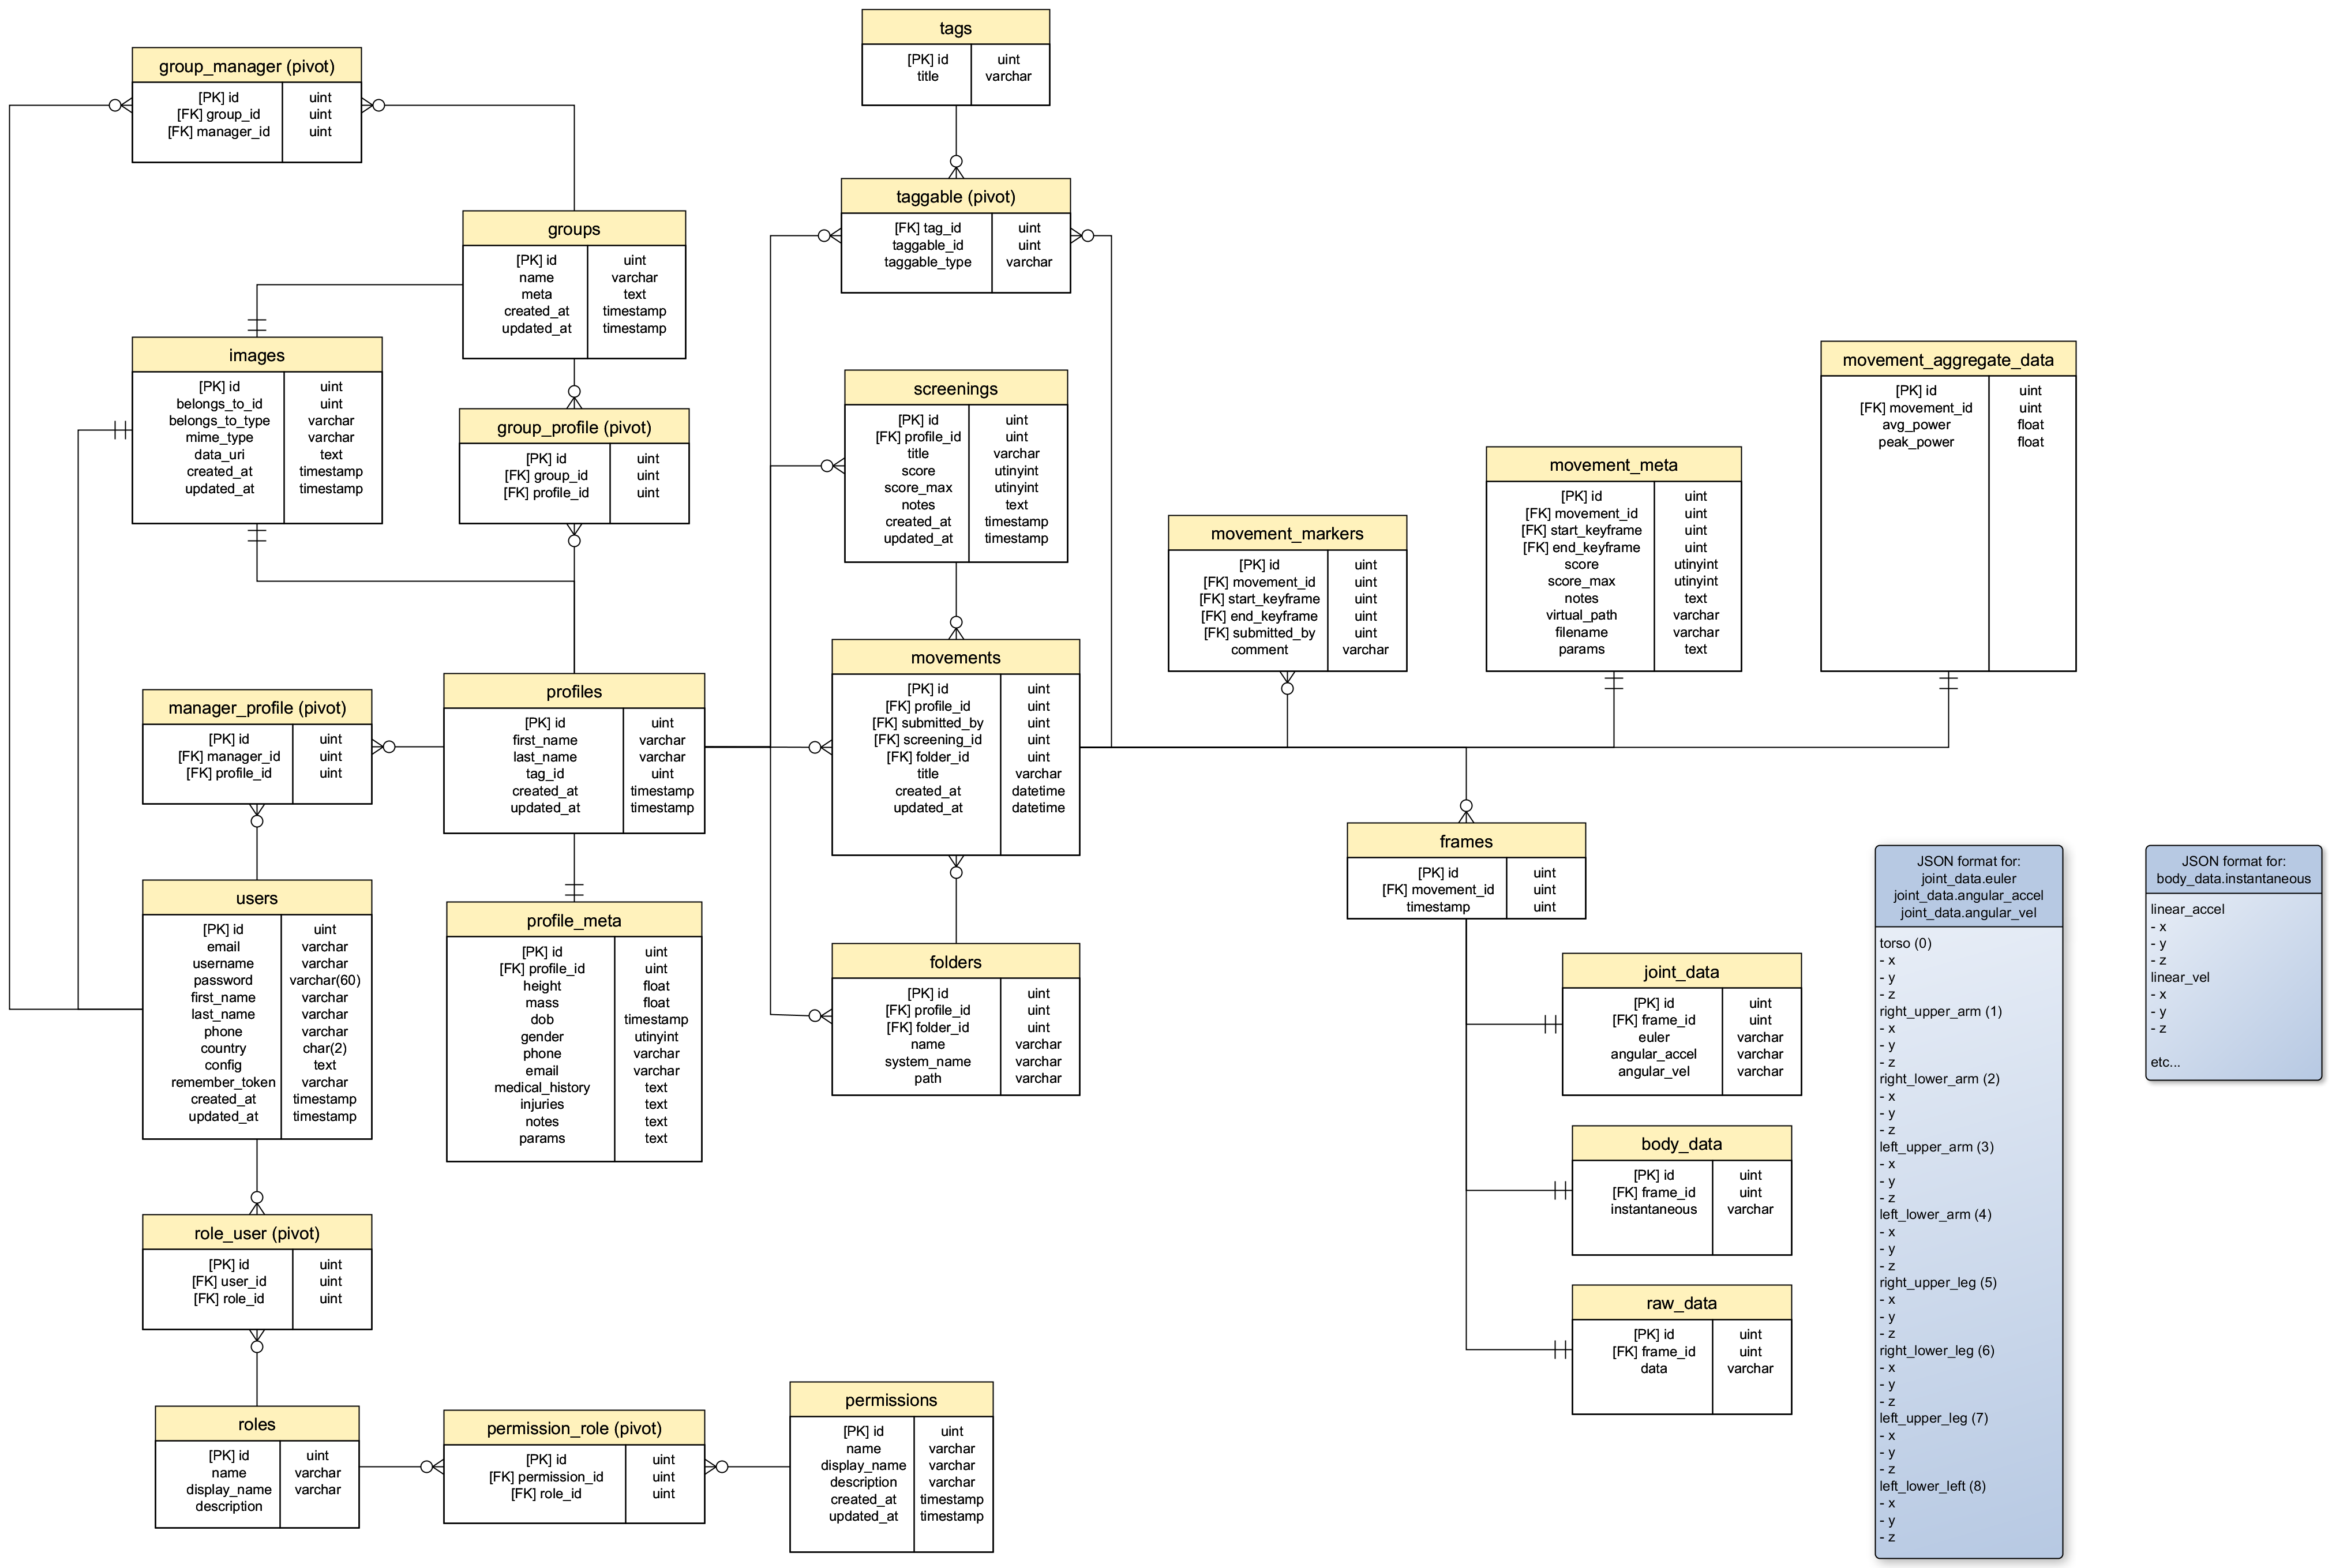 tags
[PK] id uint
title varchar
group_manager (pivot)
[PK] id uint
[FK] group_id uint
[FK] manager_id uint
taggable (pivot)
[FK] tag_id uint
taggable_id uint
taggable_type varchar
groups
[PK] id uint
name varchar
meta text
created_at timestamp
updated_at timestamp
images
[PK] id uint
belongs_to_id uint
belongs_to_type varchar
mime_type varchar
data_uri text
created_at timestamp
updated_at timestamp
group_profile (pivot)
[PK] id uint
[FK] group_id uint
[FK] profile_id uint
screenings
[PK] id uint
[FK] profile_id uint
title varchar
score utinyint
score_max utinyint
notes text
created_at timestamp
updated_at timestamp
movement_markers
[PK] id uint
[FK] movement_id uint
[FK] start_keyframe uint
[FK] end_keyframe uint
[FK] submitted_by uint
comment varchar
movement_meta
[PK] id uint
[FK] movement_id uint
[FK] start_keyframe uint
[FK] end_keyframe uint
score utinyint
score_max utinyint
notes text
virtual_path varchar
filename varchar
params text
movement_aggregate_data
[PK] id uint
[FK] movement_id uint
avg_power float
peak_power float
manager_profile (pivot)
[PK] id uint
[FK] manager_id uint
[FK] profile_id uint
profiles
[PK] id uint
first_name varchar
last_name varchar
tag_id uint
created_at timestamp
updated_at timestamp
movements
[PK] id uint
[FK] profile_id uint
[FK] submitted_by uint
[FK] screening_id uint
[FK] folder_id uint
title varchar
created_at datetime
updated_at datetime
users
[PK] id uint
email varchar
username varchar
password varchar(60)
first_name varchar
last_name varchar
phone varchar
country char(2)
config text
remember_token varchar
created_at timestamp
updated_at timestamp
profile_meta
[PK] id uint
[FK] profile_id uint
height float
mass float
dob timestamp
gender utinyint
phone varchar
email varchar
medical_history text
injuries text
notes text
params text
folders
[PK] id uint
[FK] profile_id uint
[FK] folder_id uint
name varchar
system_name varchar
path varchar
frames
[PK] id uint
[FK] movement_id uint
timestamp uint
joint_data
[PK] id uint
[FK] frame_id uint
euler varchar
angular_accel varchar
angular_vel varchar
body_data
[PK] id uint
[FK] frame_id uint
instantaneous varchar
raw_data
[PK] id uint
[FK] frame_id uint
data varchar
role_user (pivot)
[PK] id uint
[FK] user_id uint
[FK] role_id uint
roles
[PK] id uint
name varchar
display_name varchar
description
permission_role (pivot)
[PK] id uint
[FK] permission_id uint
[FK] role_id uint
permissions
[PK] id uint
name varchar
display_name varchar
description varchar
created_at timestamp
updated_at timestamp
JSON format for:
joint_data.euler
joint_data.angular_accel
joint_data.angular_vel
torso (0)
- x
- y
- z
right_upper_arm (1)
- x
- y
- z
right_lower_arm (2)
- x
- y
- z
left_upper_arm (3)
- x
- y
- z
left_lower_arm (4)
- x
- y
- z
right_upper_leg (5)
- x
- y
- z
right_lower_leg (6)
- x
- y
- z
left_upper_leg (7)
- x
- y
- z
left_lower_left (8)
- x
- y
- z
JSON format for:
body_data.instantaneous
linear_accel
- x
- y
- z
linear_vel
- x
- y
- z
etc...